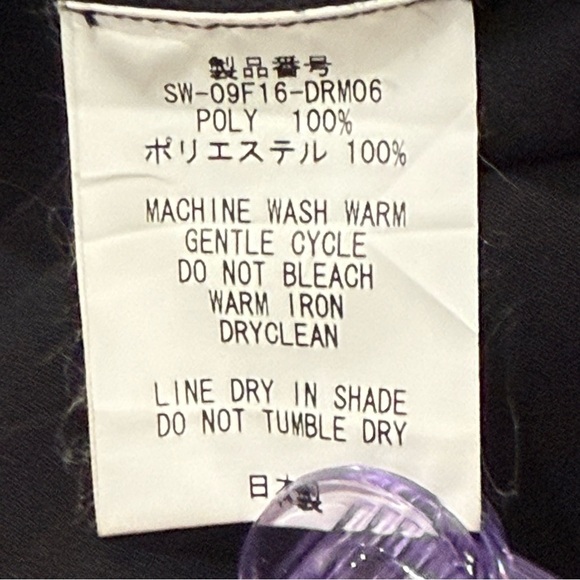 製品番号
SW-09F16-DRM06
POLY 100%
ポリエステル 100%
MACHINE WASH WARM
GENTLE CYCLE
DO NOT BLEACH
WARM IRON
DRYCLEAN
LINE DRY IN SHADE
DO NOT TUMBLE DRY
日本製